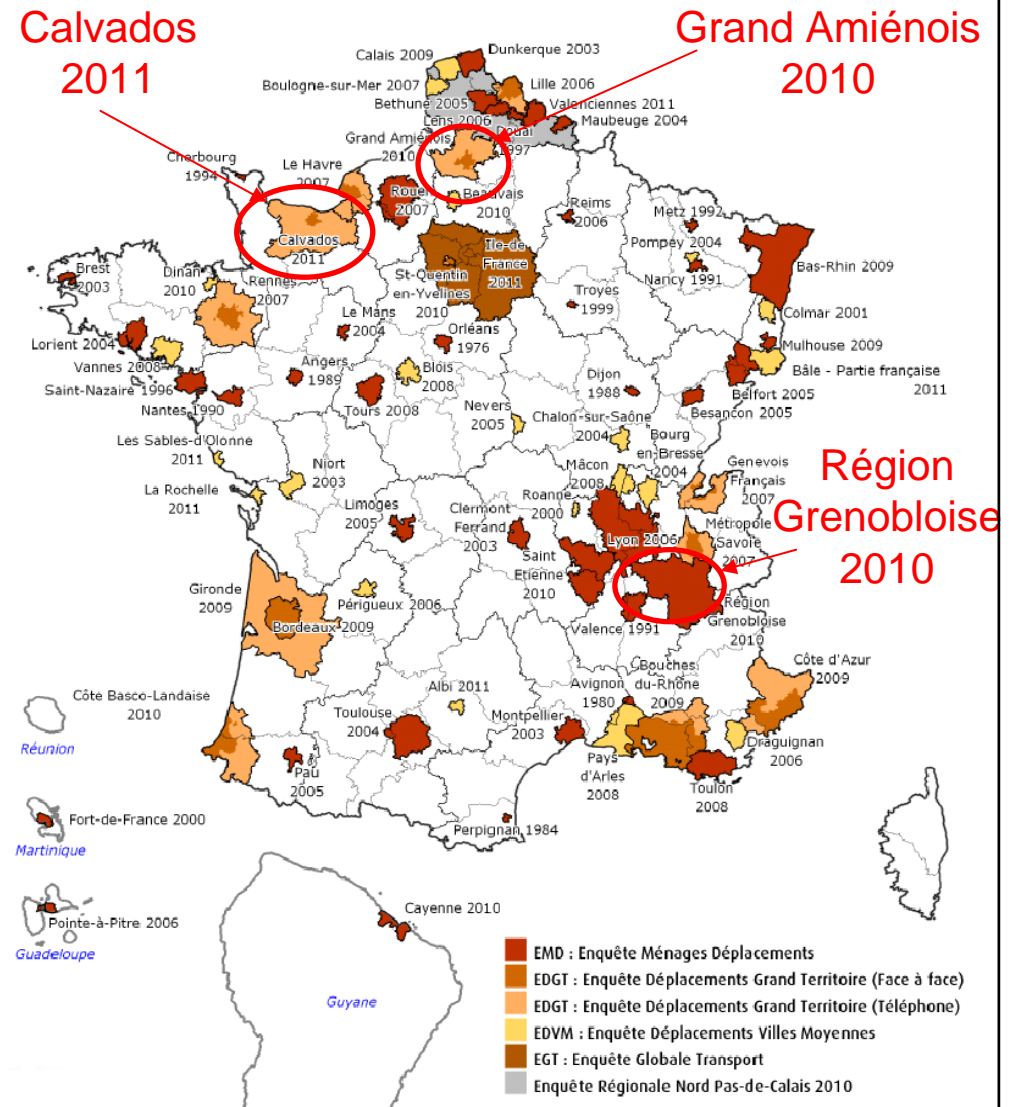 Calvados
2011
Grand Amiénois
2010
Calais 2009
Dunkerque 2003
Boulogne-sur-Mer 2007
Lille 2006
Bethune 2005
Valenciennes 2011
Lens 2006
Maubeuge 2004
Douai
1997
Grand Amiénois
2010
Cherbourg
1994
Le Havre
2007
Rouen
2007
Beauvais
2010
Reims
2006
Metz 1992
Pompey 2004
Nancy 1991
Bas-Rhin 2009
Calvados
2011
Ile-de
France
2011
St-Quentin
en-Yvelines
2010
Brest
2003
Dinan
2010
Rennes
2007
Troyes
1999
Colmar 2001
Le Mans
2004
Orléans
1976
Lorient 2004
Mulhouse 2009
Vannes 2008
Angers
1989
Blois
2008
Bâle - Partie française
2011
Saint-Nazaire 1996
Nantes 1990
Tours 2008
Dijon
1988
Belfort 2005
Besancon 2005
Nevers
2005
Chalon-sur-Saône
2004
Bourg
en-Bresse
2004
Les Sables-d'Olonne
2011
Niort
2003
Mâcon
2008
Genevois
Français
2007
Région
Grenobloise
2010
La Rochelle
2011
Limoges
2005
Clermont
Ferrand
2003
Roanne
2000
Lyon 2006
Métropole
Savoie
2007
Saint
Etienne
2010
Gironde
2009
Périgueux 2006
Bordeaux 2009
Valence 1991
Région
Grenobloise
2010
Côte Basco-Landaise
2010
Réunion
Albi 2011
Toulouse
2004
Montpellier
2003
Avignon
1980
Bouches
du-Rhône
2009
Côte d'Azur
2009
Draguignan
2006
Pau
2005
Pays
d'Arles
2008
Toulon
2008
Perpignan 1984
Fort-de-France 2000
Martinique
Pointe-à-Pitre 2006
Guadeloupe
Cayenne 2010
Guyane
EMD : Enquête Ménages Déplacements
EDGT : Enquête Déplacements Grand Territoire (Face à face)
EDGT : Enquête Déplacements Grand Territoire (Téléphone)
EDVM : Enquête Déplacements Villes Moyennes
EGT : Enquête Globale Transport
Enquête Régionale Nord Pas-de-Calais 2010